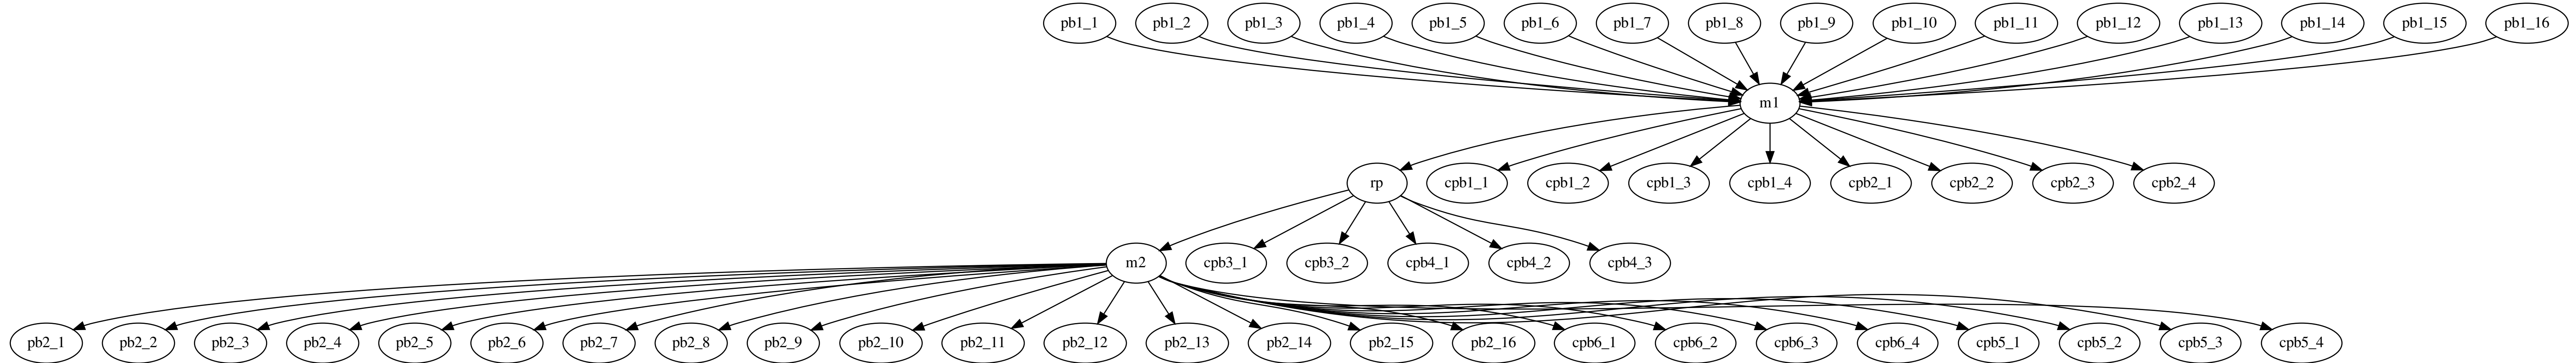 pb1_1 pb1_2 pb1_3 pb1_4 pb1_5 pb1_6 pb1_7 pb1_8 pb1_9 pb1_10 pb1_11 pb1_12 pb1_13 pb1_14 pb1_15 pb1_16
m1
rp cpb1_1 cpb1_2 cpb1_3 cpb1_4 cpb2_1 cpb2_2 cpb2_3 cpb2_4
m2 cpb3_1 cpb3_2 cpb4_1 cpb4_2 cpb4_3
pb2_1 pb2_2 pb2_3 pb2_4 pb2_5 pb2_6 pb2_7 pb2_8 pb2_9 pb2_10 pb2_11 pb2_12 pb2_13 pb2_14 pb2_15 pb2_16 cpb6_1 cpb6_2 cpb6_3 cpb6_4 cpb5_1 cpb5_2 cpb5_3 cpb5_4